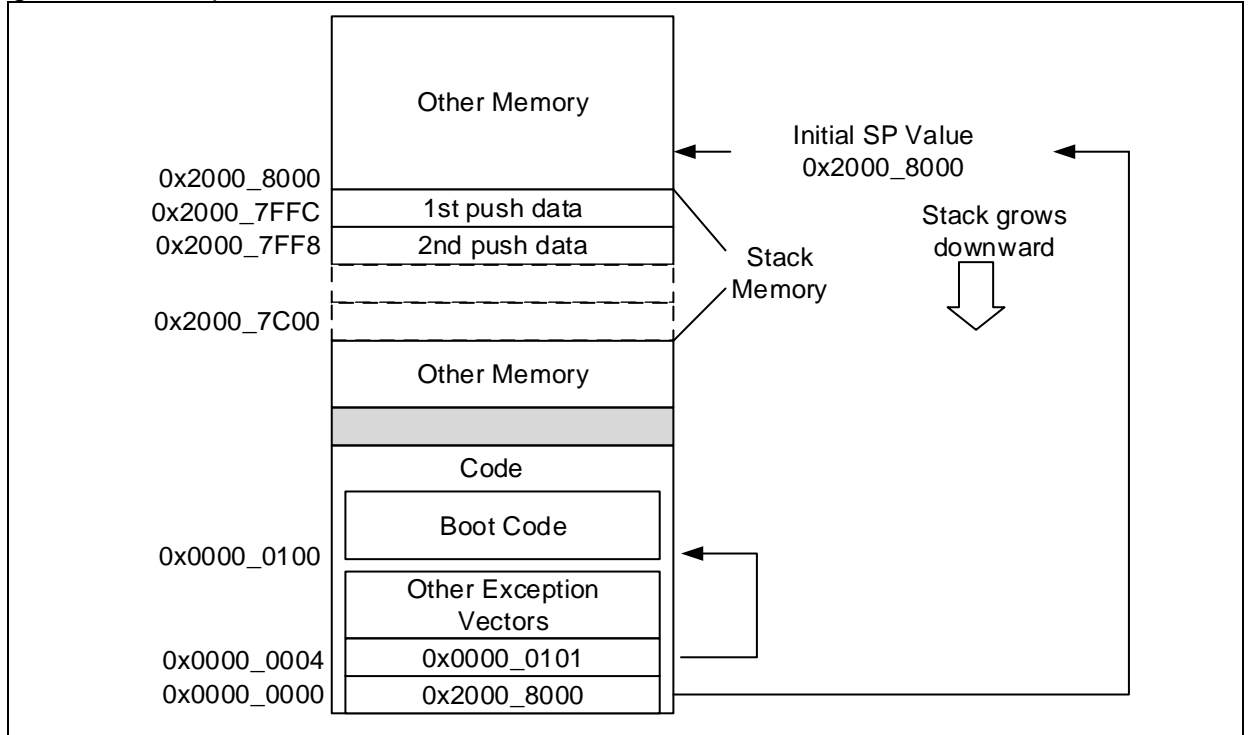 Other Memory
Initial SP Value
0x2000_8000
0x2000_8000
0x2000_7FFC
1st push data
Stack grows
downward
0x2000_7FF8
2nd push data
Stack
Memory
0x2000_7C00
Other Memory
Code
Boot Code
0x0000_0100
Other Exception
Vectors
0x0000_0004
0x0000_0101
0x0000_0000
0x2000_8000